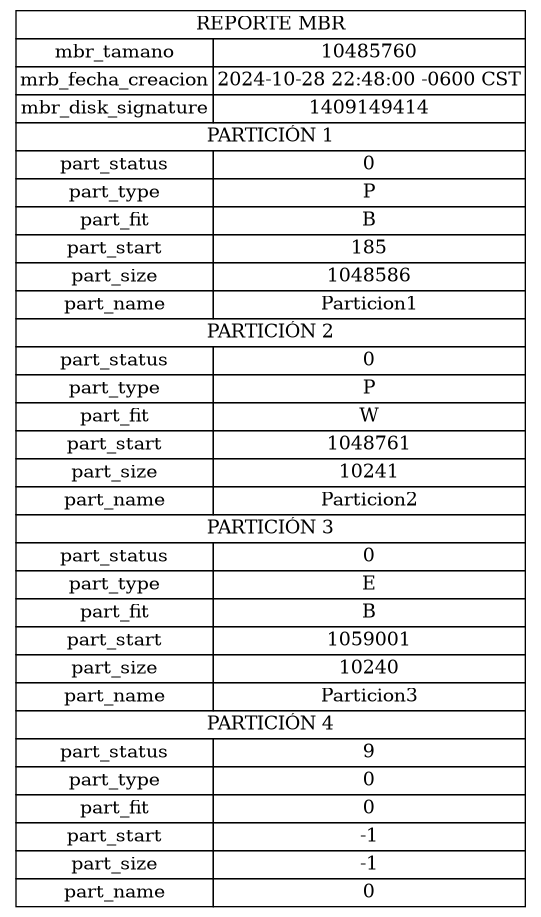 REPORTE MBR
mbr_tamano 10485760
mrb_fecha_creacion 2024-10-28 22:48:00 -0600 CST
mbr_disk_signature 1409149414
PARTICIÓN 1
part_status 0
part_type P
part_fit B
part_start 185
part_size 1048586
part_name Particion1
PARTICIÓN 2
part_status 0
part_type P
part_fit W
part_start 1048761
part_size 10241
part_name Particion2
PARTICIÓN 3
part_status 0
part_type E
part_fit B
part_start 1059001
part_size 10240
part_name Particion3
PARTICIÓN 4
part_status 9
part_type 0
part_fit 0
part_start -1
part_size -1
part_name 0